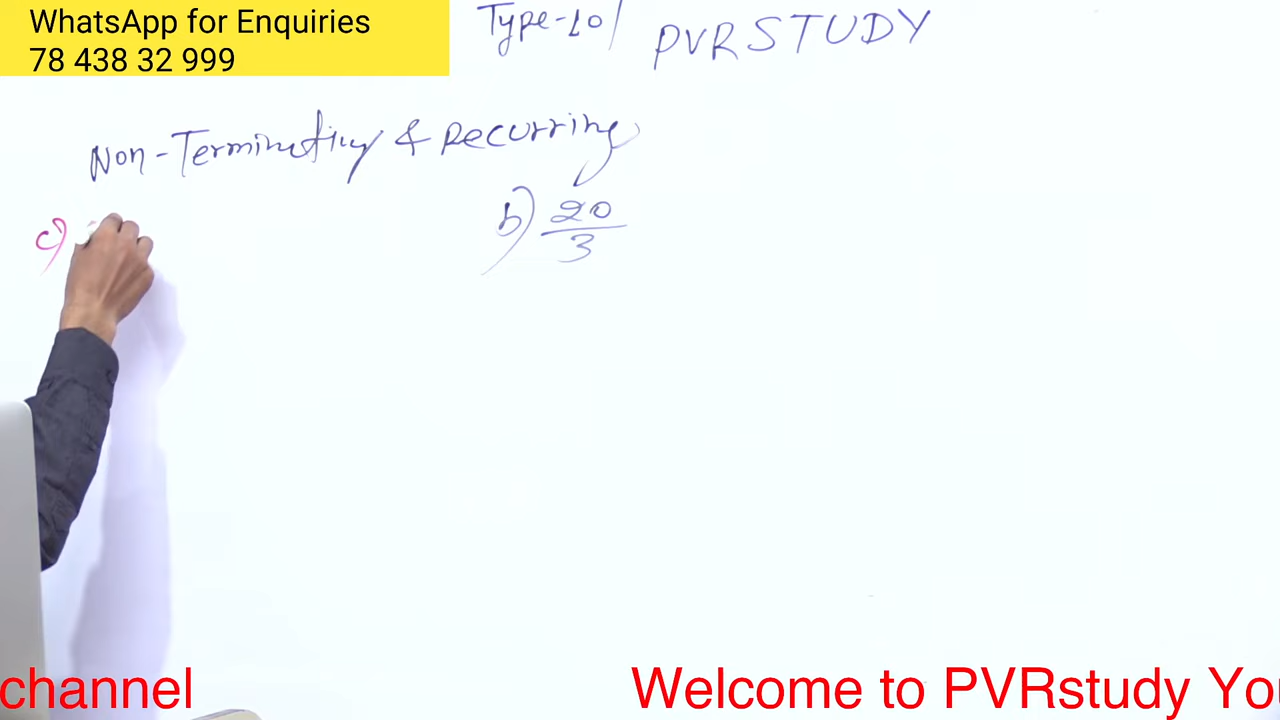 WhatsApp for Enquiries
78 438 32 999
Type-10/ PVRSTUDY
Non-Terminating & Recurring
b) 20/3
c)
channel Welcome to PVRstudy You